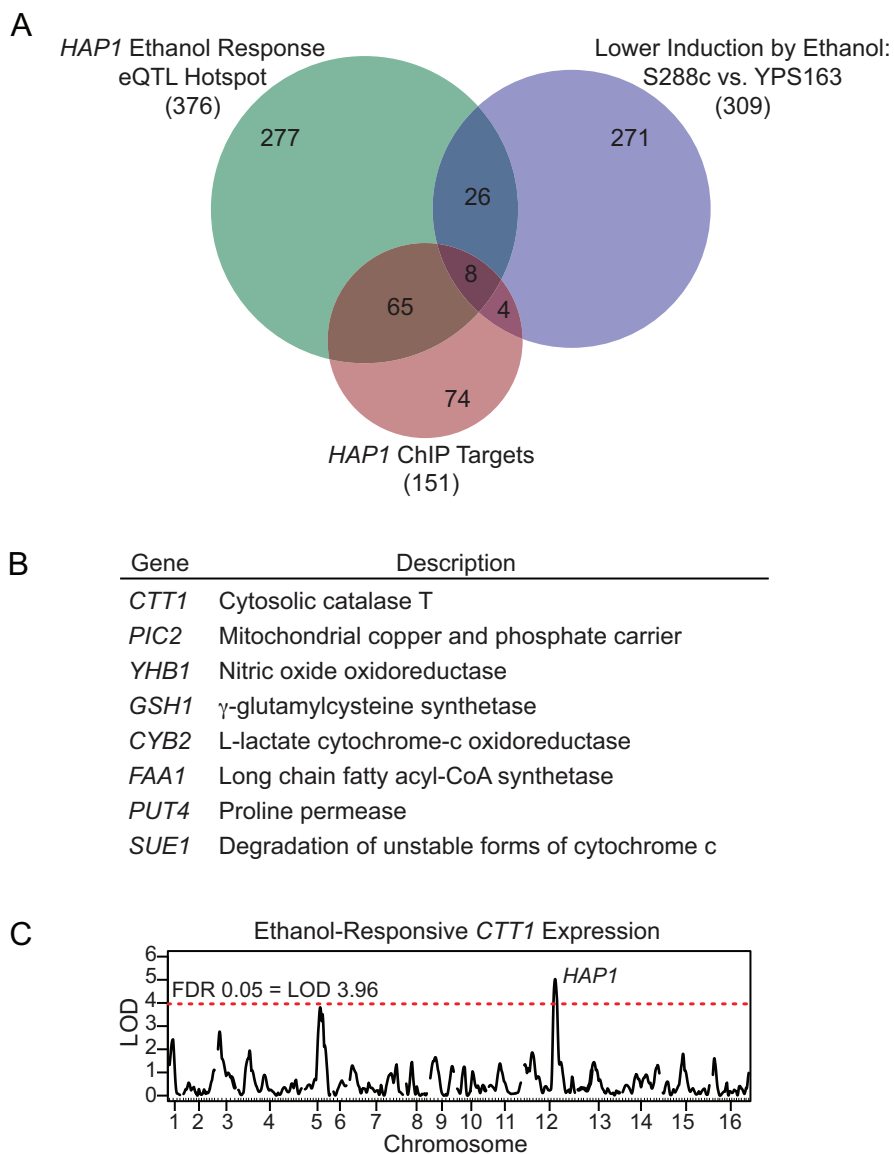 A
HAP1 Ethanol Response
eQTL Hotspot
(376)
Lower Induction by Ethanol:
S288c vs. YPS163
(309)
277
271
26
8
65
4
74
HAP1 ChIP Targets
(151)
B
Gene Description
CTT1 Cytosolic catalase T
PIC2 Mitochondrial copper and phosphate carrier
YHB1 Nitric oxide oxidoreductase
GSH1 γ-glutamylcysteine synthetase
CYB2 L-lactate cytochrome-c oxidoreductase
FAA1 Long chain fatty acyl-CoA synthetase
PUT4 Proline permease
SUE1 Degradation of unstable forms of cytochrome c
C
Ethanol-Responsive CTT1 Expression
6
5
4
3
2
1
0
LOD
FDR 0.05 = LOD 3.96
HAP1
1 2 3 4 5 6 7 8 9 10 11 12 13 14 15 16
Chromosome